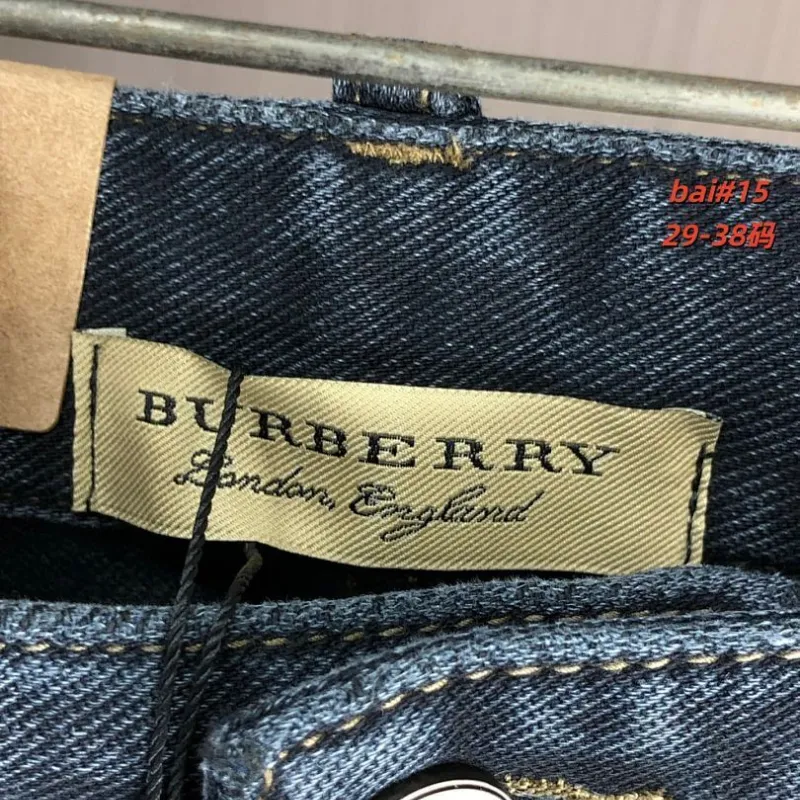 bai#15
29-38码
BURBERRY
London, England